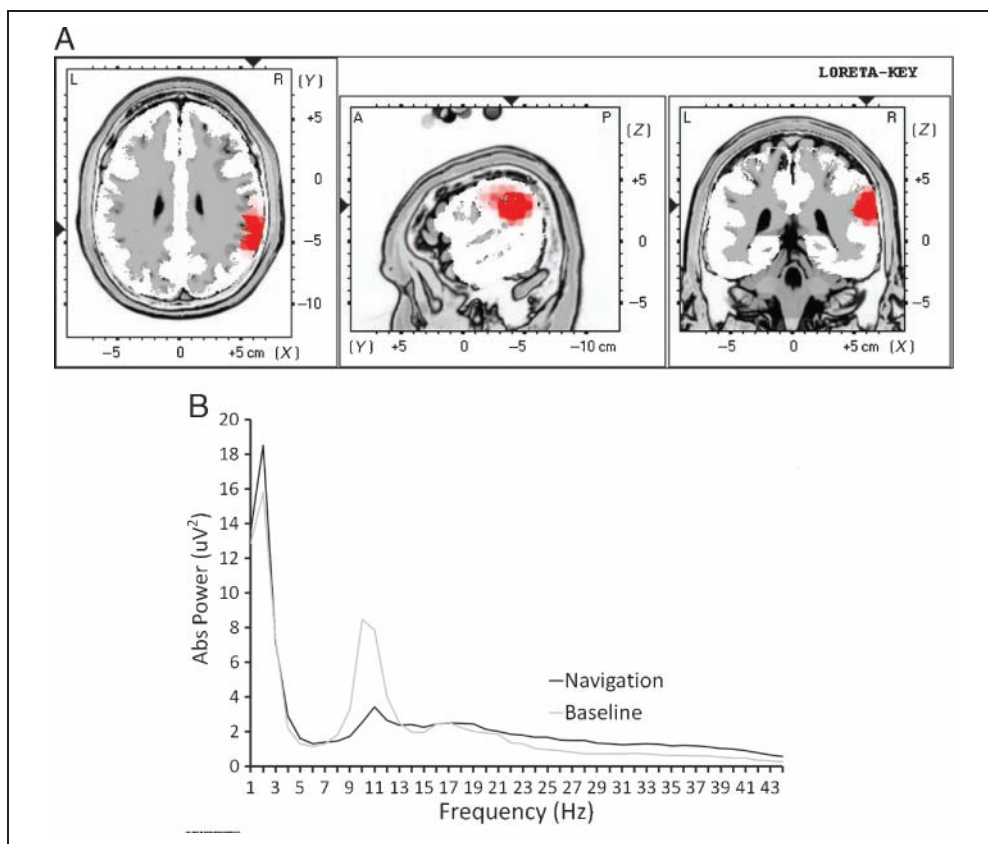 A
LORETA-KEY
L R (Y)
+5
0
-5
-10
-5 0 +5 cm (X)
A P (Z)
+5
0
-5
(Y) +5 0 -5 -10 cm
L R (Z)
+5
0
-5
-5 0 +5 cm (X)
B
20
18
16
14
12
10
8
6
4
2
0
Abs Power (uV²)
Navigation
Baseline
1 3 5 7 9 11 13 15 17 19 21 23 25 27 29 31 33 35 37 39 41 43
Frequency (Hz)